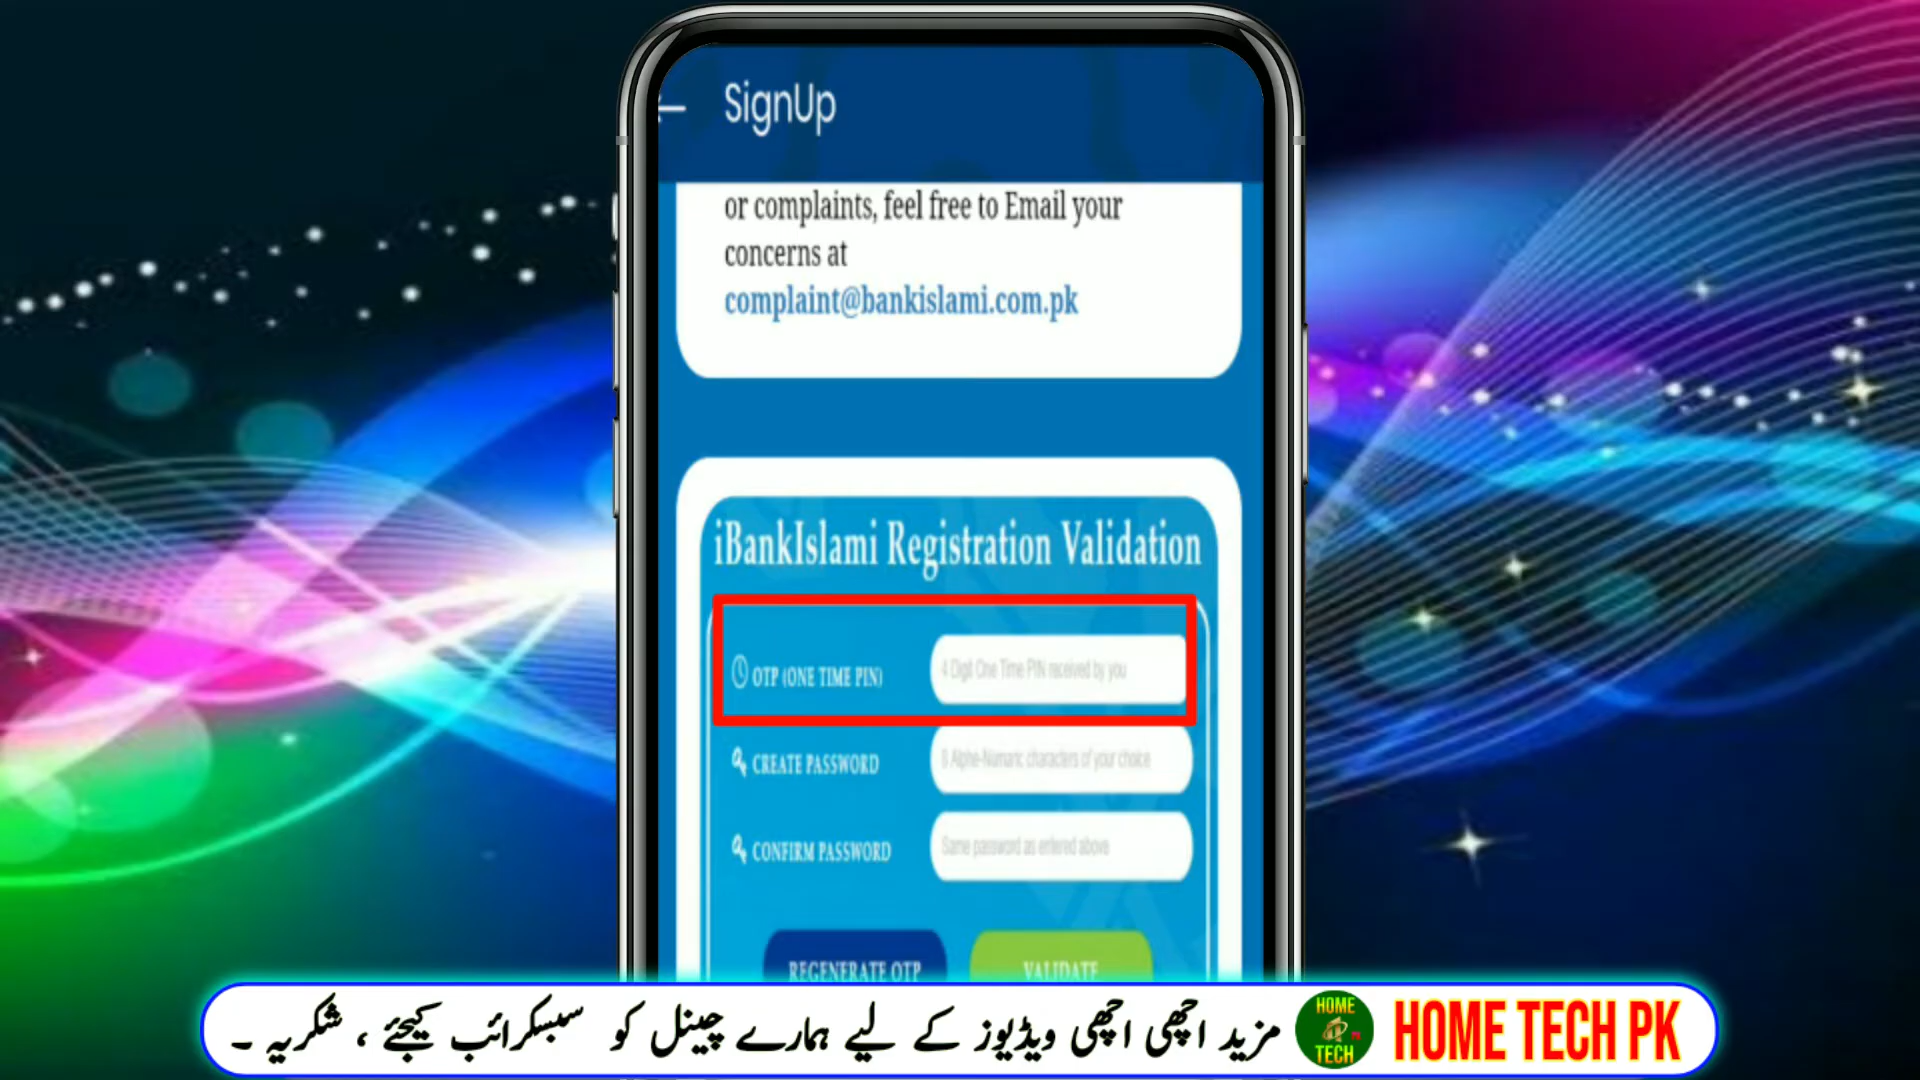 SignUp
or complaints, feel free to Email your
concerns at
complaint@bankislami.com.pk
iBankIslami Registration Validation
OTP (ONE TIME PIN)
4 Digit One Time PIN received by you
CREATE PASSWORD
8 Alpha-Numaric characters of your choice
CONFIRM PASSWORD
Same password as entered above
REGENERATE OTP
VALIDATE
مزید اچھی اچھی ویڈیوز کے لیے ہمارے چینل کو سبسکرائب کیجئے ، شکریہ ۔
HOME
TECH
HOME TECH PK